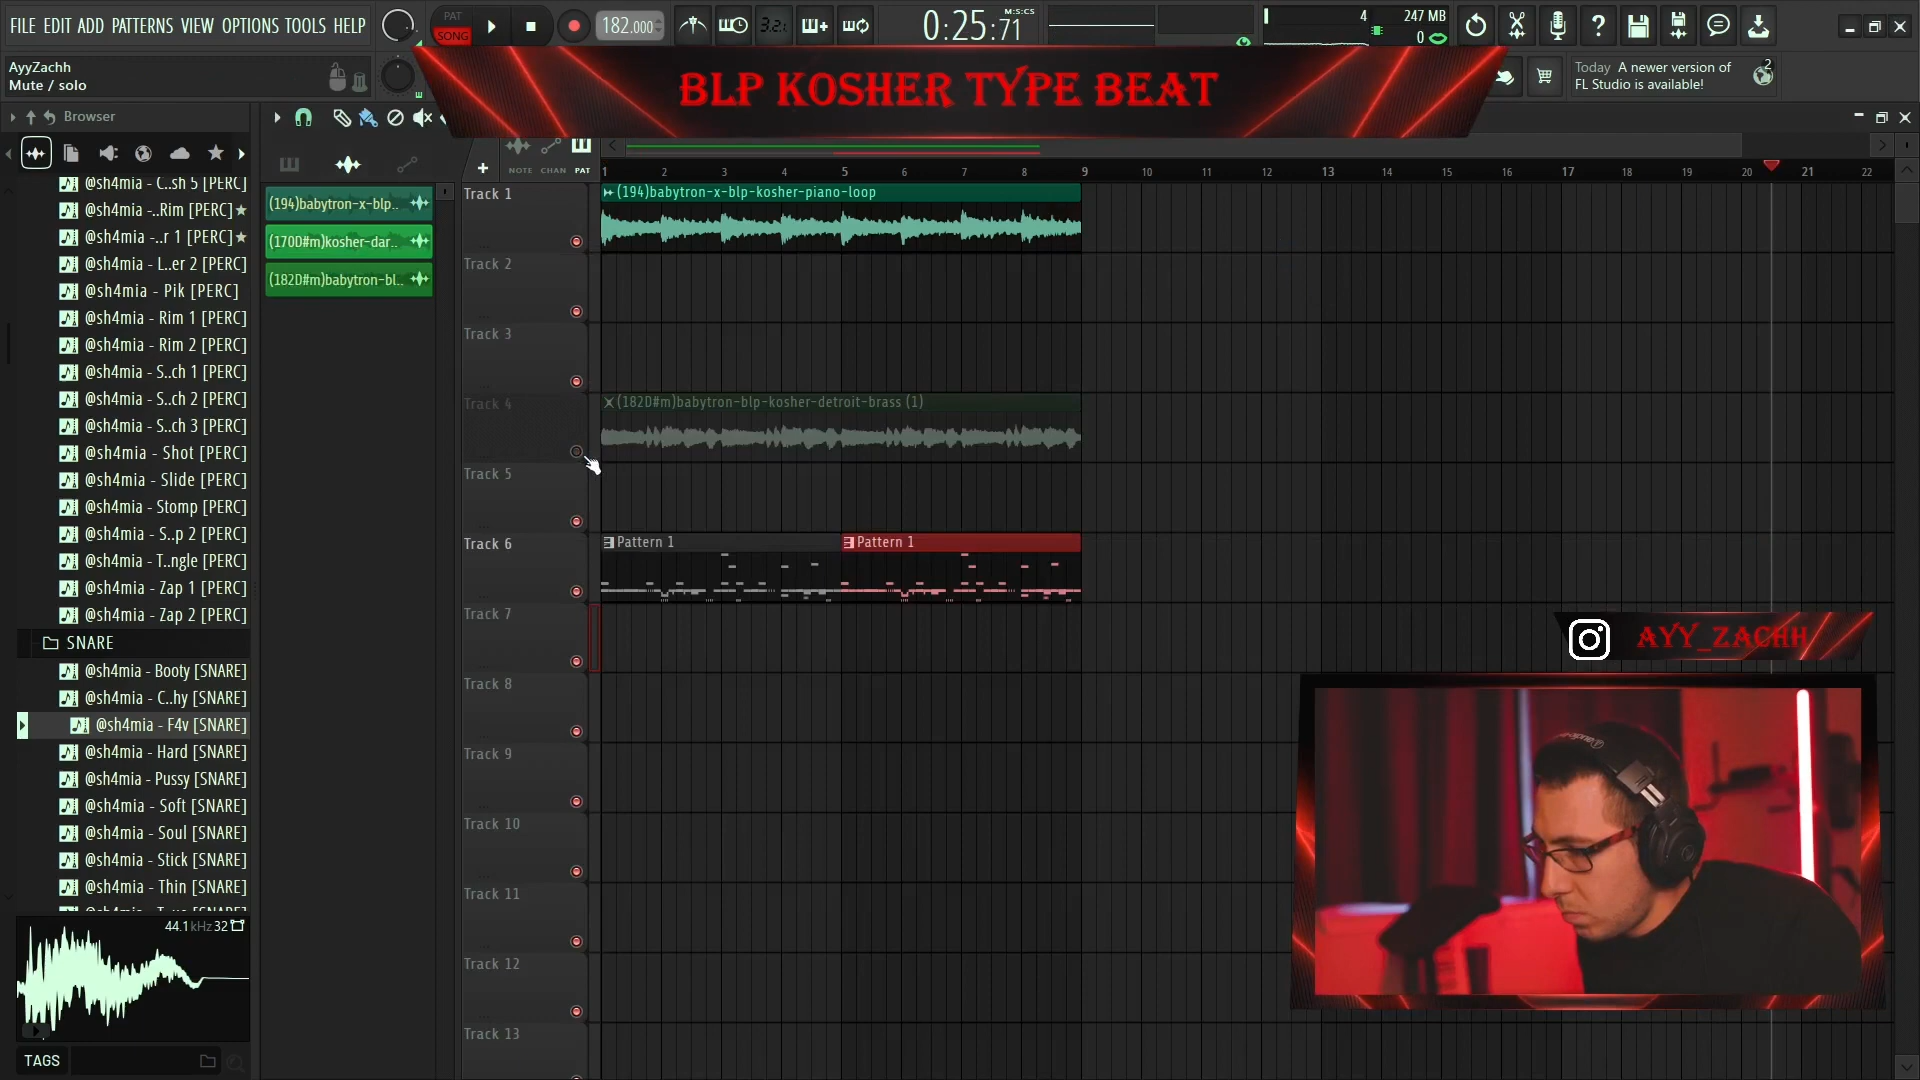 FILE EDIT ADD PATTERNS VIEW OPTIONS TOOLS HELP
PAT
SONG
182.000
3.2.
0:25:71
M:S:CS
4
247 MB
0
AyyZachh
Mute / solo
BLP KOSHER TYPE BEAT
Today A newer version of
FL Studio is available!
2
Browser
NOTE CHAN PAT
1 2 3 4 5 6 7 8 9 10 11 12 13 14 15 16 17 18 19 20 21 22
@sh4mia - C..sh 5 [PERC]
@sh4mia -..Rim [PERC]
@sh4mia -..r 1 [PERC]
@sh4mia - L..er 2 [PERC]
@sh4mia - Pik [PERC]
@sh4mia - Rim 1 [PERC]
@sh4mia - Rim 2 [PERC]
@sh4mia - S..ch 1 [PERC]
@sh4mia - S..ch 2 [PERC]
@sh4mia - S..ch 3 [PERC]
@sh4mia - Shot [PERC]
@sh4mia - Slide [PERC]
@sh4mia - Stomp [PERC]
@sh4mia - S..p 2 [PERC]
@sh4mia - T..ngle [PERC]
@sh4mia - Zap 1 [PERC]
@sh4mia - Zap 2 [PERC]
SNARE
@sh4mia - Booty [SNARE]
@sh4mia - C..hy [SNARE]
@sh4mia - F4v [SNARE]
@sh4mia - Hard [SNARE]
@sh4mia - Pussy [SNARE]
@sh4mia - Soft [SNARE]
@sh4mia - Soul [SNARE]
@sh4mia - Stick [SNARE]
@sh4mia - Thin [SNARE]
44.1kHz 32
TAGS
(194)babytron-x-blp..
(170D#m)kosher-dar..
(182D#m)babytron-bl..
Track 1
(194)babytron-x-blp-kosher-piano-loop
Track 2
Track 3
Track 4
(182D#m)babytron-blp-kosher-detroit-brass (1)
Track 5
Track 6
Pattern 1
Pattern 1
Track 7
Track 8
Track 9
Track 10
Track 11
Track 12
Track 13
AYY_ZACHH